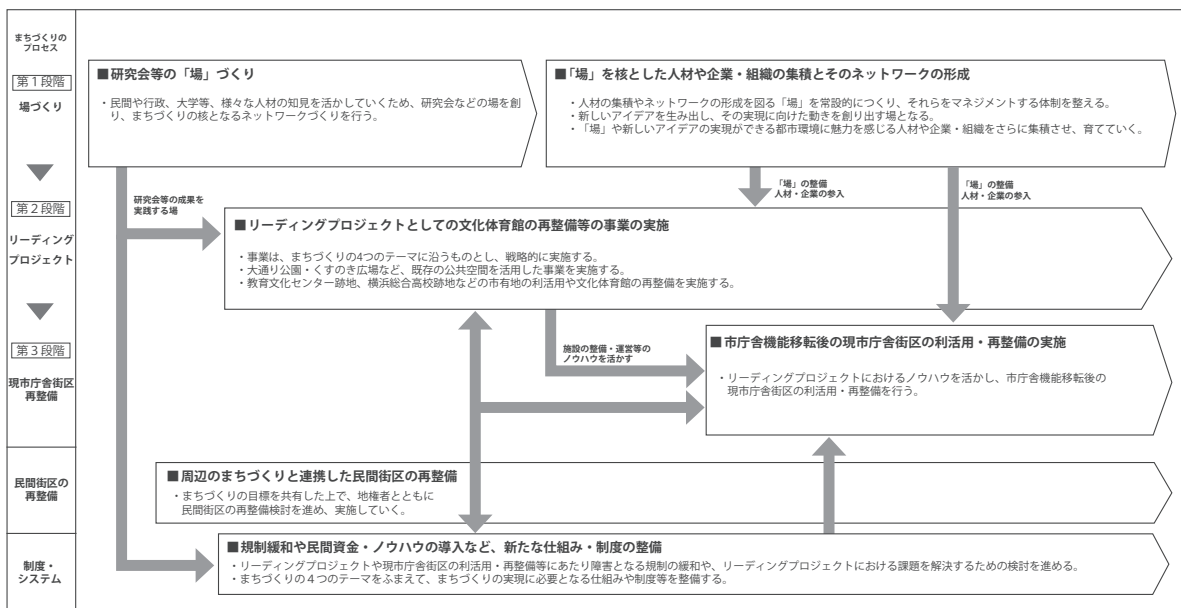 まちづくりの
プロセス
第1段階
場づくり
第2段階
リーディング
プロジェクト
第3段階
現市庁舎街区
再整備
民間街区の
再整備
制度・
システム
■研究会等の「場」づくり
・民間や行政、大学等、様々な人材の知見を活かしていくため、研究会などの場を創
り、まちづくりの核となるネットワークづくりを行う。
■「場」を核とした人材や企業・組織の集積とそのネットワークの形成
・人材の集積やネットワークの形成を図る「場」を常設的につくり、それらをマネジメントする体制を整える。
・新しいアイデアを生み出し、その実現に向けた動きを創り出す場となる。
・「場」や新しいアイデアの実現ができる都市環境に魅力を感じる人材や企業・組織をさらに集積させ、育てていく。
研究会等の成果を
実践する場
「場」の整備
人材・企業の参入
「場」の整備
人材・企業の参入
■リーディングプロジェクトとしての文化体育館の再整備等の事業の実施
・事業は、まちづくりの4つのテーマに沿うものとし、戦略的に実施する。
・大通り公園・くすのき広場など、既存の公共空間を活用した事業を実施する。
・教育文化センター跡地、横浜総合高校跡地などの市有地の利活用や文化体育館の再整備を実施する。
施設の整備・運営等の
ノウハウを活かす
■市庁舎機能移転後の現市庁舎街区の利活用・再整備の実施
・リーディングプロジェクトにおけるノウハウを活かし、市庁舎機能移転後の
現市庁舎街区の利活用・再整備を行う。
■周辺のまちづくりと連携した民間街区の再整備
・まちづくりの目標を共有した上で、地権者とともに
民間街区の再整備検討を進め、実施していく。
■規制緩和や民間資金・ノウハウの導入など、新たな仕組み・制度の整備
・リーディングプロジェクトや現市庁舎街区の利活用・再整備等にあたり障害となる規制の緩和や、リーディングプロジェクトにおける課題を解決するための検討を進める。
・まちづくりの４つのテーマをふまえて、まちづくりの実現に必要となる仕組みや制度等を整備する。